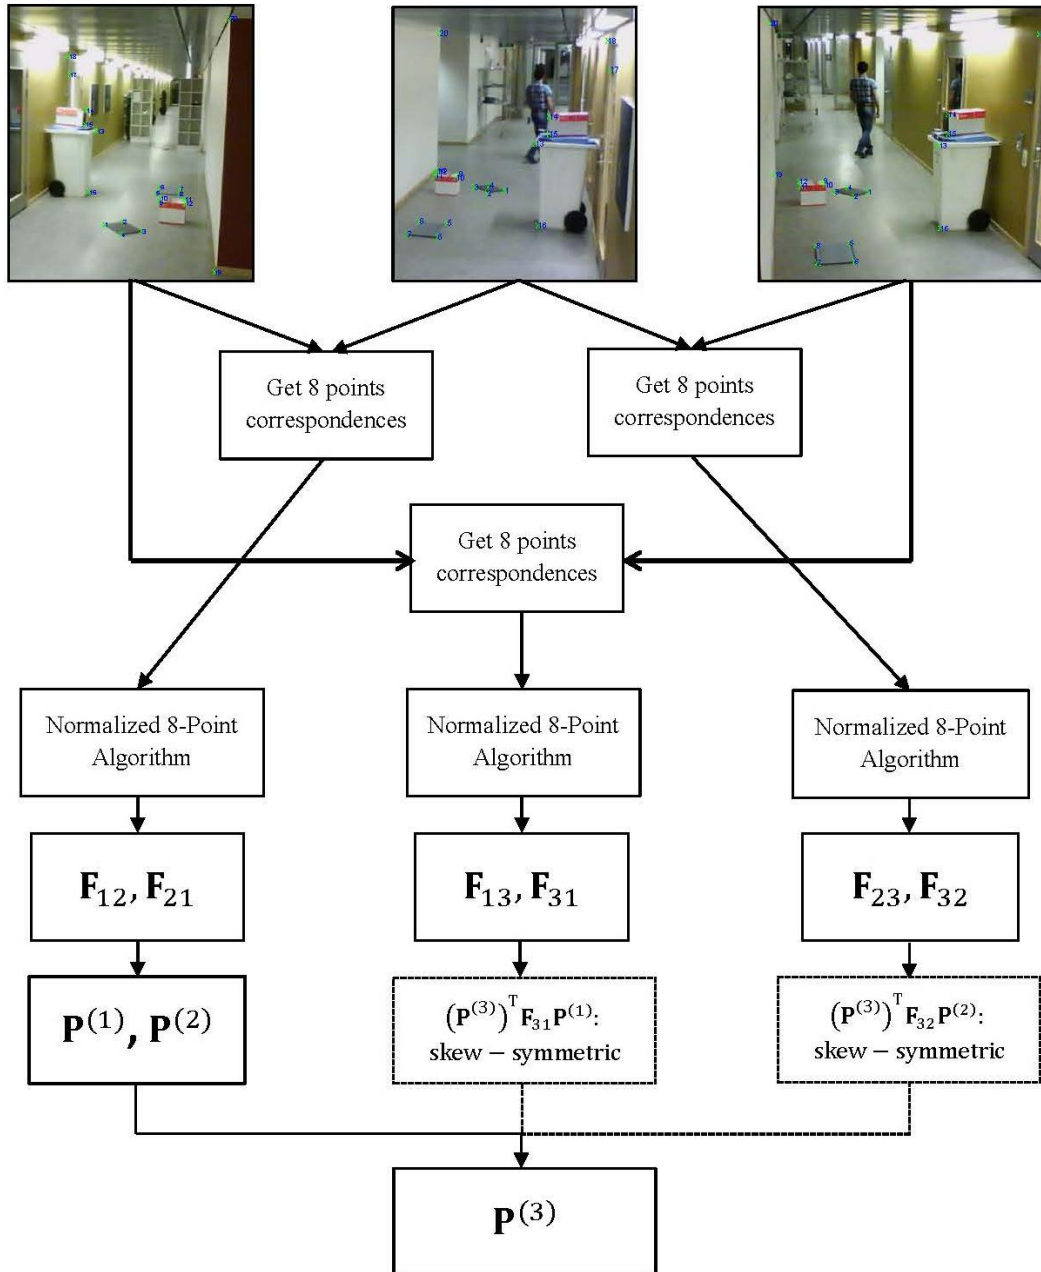 Get 8 points
correspondences
Get 8 points
correspondences
Get 8 points
correspondences
Normalized 8-Point
Algorithm
Normalized 8-Point
Algorithm
Normalized 8-Point
Algorithm
F₁₂, F₂₁
F₁₃, F₃₁
F₂₃, F₃₂
P⁽¹⁾, P⁽²⁾
(P⁽³⁾)ᵀF₃₁P⁽¹⁾:
skew − symmetric
(P⁽³⁾)ᵀF₃₂P⁽²⁾:
skew − symmetric
P⁽³⁾